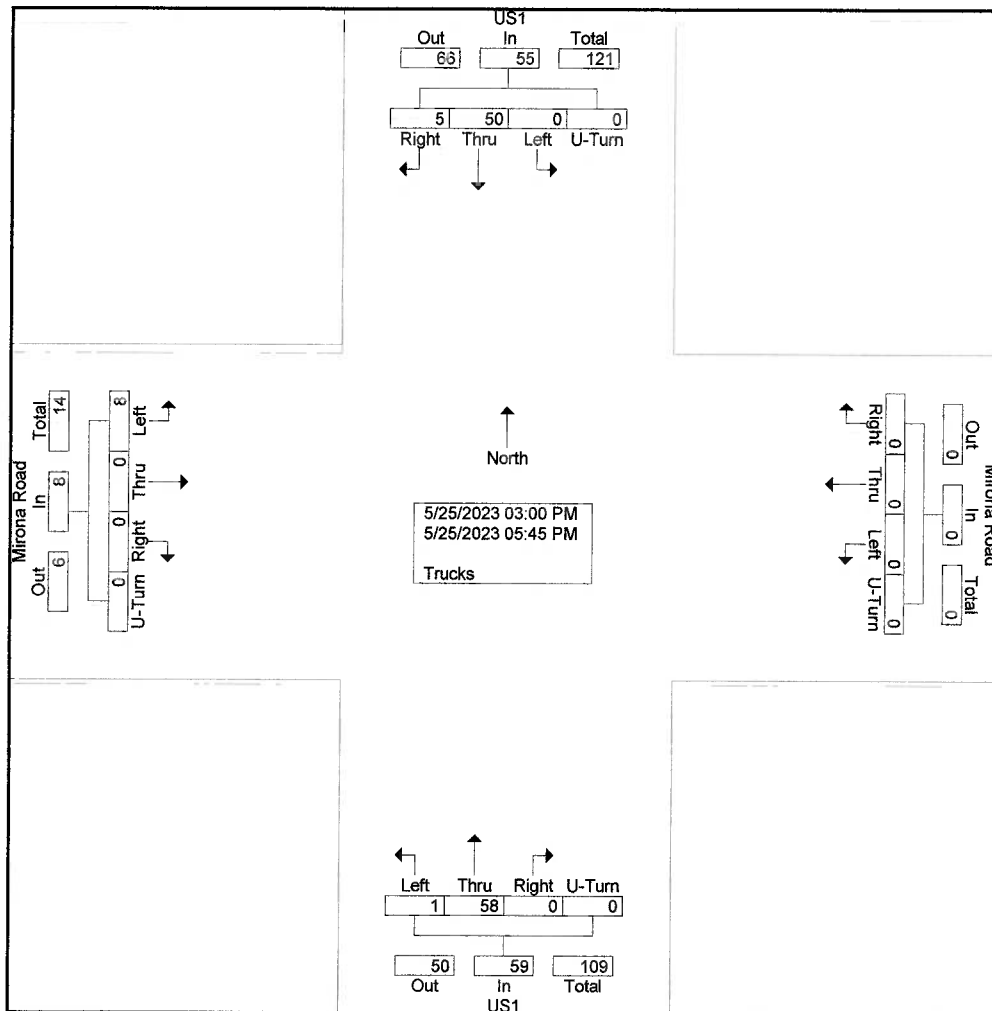 US1
Out In Total
66 55 121
5 50 0 0
Right Thru Left U-Turn
Mirona Road
Total In Out
14 8 6
8 0 0 0
Left Thru Right U-Turn
North
5/25/2023 03:00 PM
5/25/2023 05:45 PM
Trucks
Right Thru Left U-Turn
0 0 0 0
Out In Total
0 0 0
Mirona Road
Left Thru Right U-Turn
1 58 0 0
50 59 109
Out In Total
US1